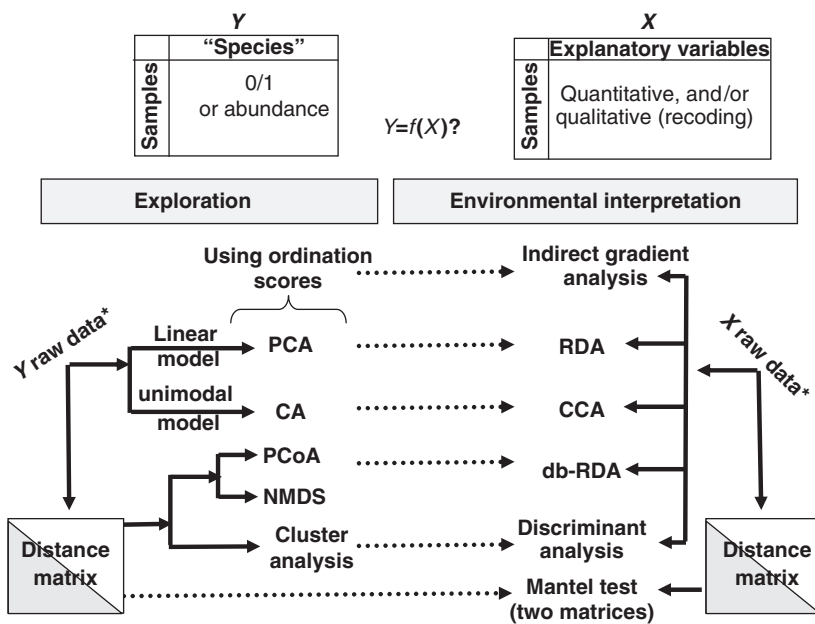 Y
X
"Species"
Explanatory variables
Samples
0/1
or abundance
Samples
Quantitative, and/or
qualitative (recoding)
Y=f(X)?
Exploration
Environmental interpretation
Using ordination
scores
Indirect gradient
analysis
Y raw data*
Linear
model
PCA
RDA
X raw data*
unimodal
model
CA
CCA
PCoA
db-RDA
NMDS
Distance
matrix
Cluster
analysis
Discriminant
analysis
Distance
matrix
Mantel test
(two matrices)